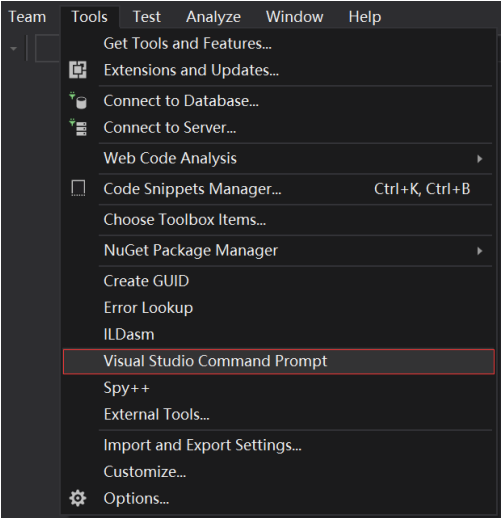 Team Tools Test Analyze Window Help
Get Tools and Features...
Extensions and Updates...
Connect to Database...
Connect to Server...
Web Code Analysis
Code Snippets Manager... Ctrl+K, Ctrl+B
Choose Toolbox Items...
NuGet Package Manager
Create GUID
Error Lookup
ILDasm
Visual Studio Command Prompt
Spy++
External Tools...
Import and Export Settings...
Customize...
Options...